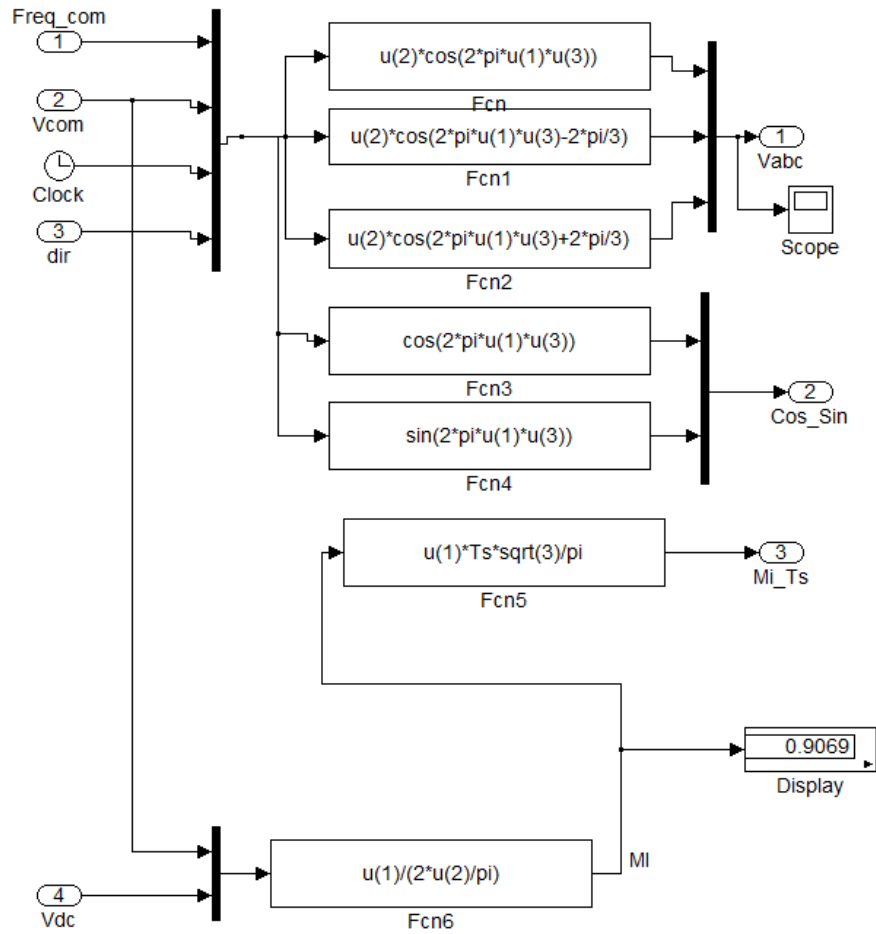 Freq_com
1
2
Vcom
Clock
3
dir
u(2)*cos(2*pi*u(1)*u(3))
Fcn
u(2)*cos(2*pi*u(1)*u(3)-2*pi/3)
Fcn1
u(2)*cos(2*pi*u(1)*u(3)+2*pi/3)
Fcn2
1
Vabc
Scope
cos(2*pi*u(1)*u(3))
Fcn3
sin(2*pi*u(1)*u(3))
Fcn4
2
Cos_Sin
u(1)*Ts*sqrt(3)/pi
Fcn5
3
Mi_Ts
0.9069
Display
MI
u(1)/(2*u(2)/pi)
Fcn6
4
Vdc